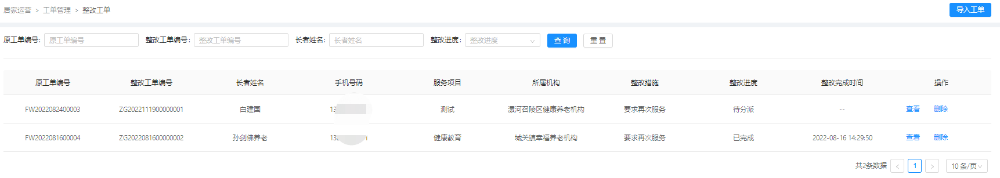 居家运营 > 工单管理 > 整改工单
导入工单
原工单编号: 原工单编号 整改工单编号: 整改工单编号 长者姓名: 长者姓名 整改进度: 整改进度 查 询 重 置
原工单编号 整改工单编号 长者姓名 手机号码 服务项目 所属机构 整改措施 整改进度 整改完成时间 操作
FW2022082400003 ZG2022111900000001 白建国 13 测试 漯河召陵区健康养老机构 要求再次服务 待分派 -- 查看 删除
FW2022081600004 ZG2022081600000002 孙剑佛养老 13 健康教育 城关镇幸福养老机构 要求再次服务 已完成 2022-08-16 14:29:50 查看 删除
共2条数据 < 1 > 10 条/页